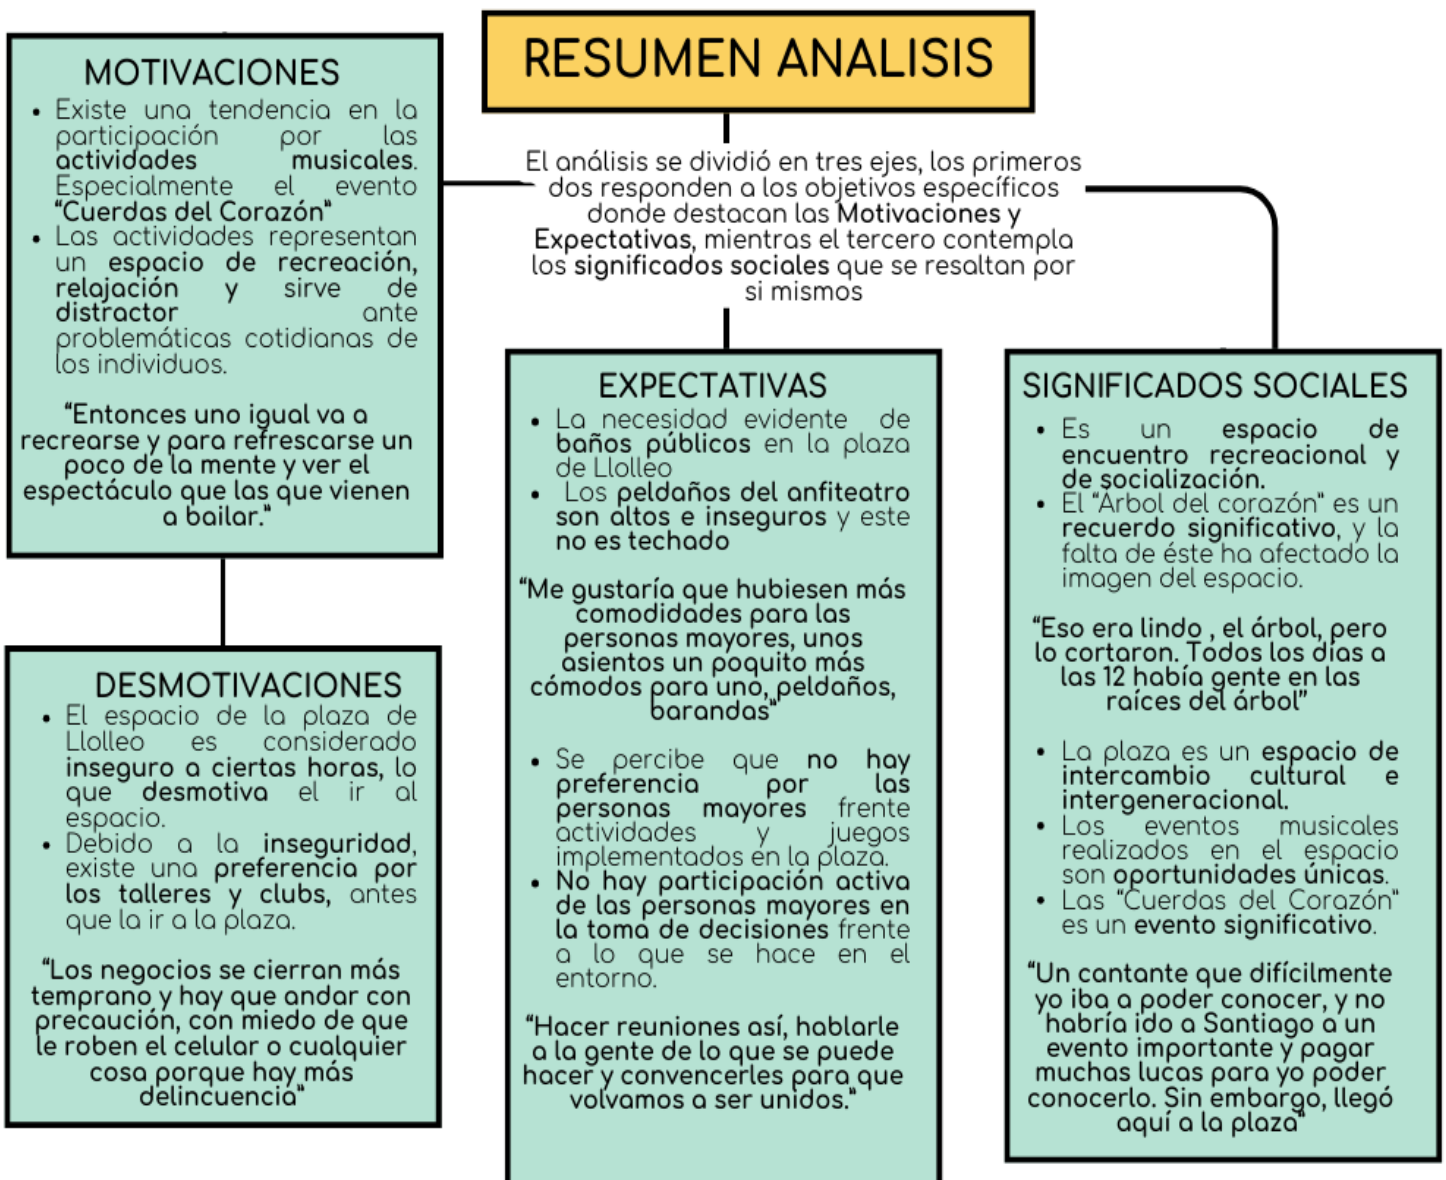 RESUMEN ANALISIS
El análisis se dividió en tres ejes, los primeros
dos responden a los objetivos específicos
donde destacan las Motivaciones y
Expectativas, mientras el tercero contempla
los significados sociales que se resaltan por
si mismos
MOTIVACIONES
• Existe una tendencia en la
participación por las
actividades musicales.
Especialmente el evento
"Cuerdas del Corazón"
• Las actividades representan
un espacio de recreación,
relajación y sirve de
distractor ante
problemáticas cotidianas de
los individuos.
"Entonces uno igual va a
recrearse y para refrescarse un
poco de la mente y ver el
espectáculo que las que vienen
a bailar."
DESMOTIVACIONES
• El espacio de la plaza de
Llolleo es considerado
inseguro a ciertas horas, lo
que desmotiva el ir al
espacio.
• Debido a la inseguridad,
existe una preferencia por
los talleres y clubs, antes
que la ir a la plaza.
"Los negocios se cierran más
temprano y hay que andar con
precaución, con miedo de que
le roben el celular o cualquier
cosa porque hay más
delincuencia"
EXPECTATIVAS
• La necesidad evidente de
baños públicos en la plaza
de Llolleo
• Los peldaños del anfiteatro
son altos e inseguros y este
no es techado
"Me gustaría que hubiesen más
comodidades para las
personas mayores, unos
asientos un poquito más
cómodos para uno, peldaños,
barandas"
• Se percibe que no hay
preferencia por las
personas mayores frente
actividades y juegos
implementados en la plaza.
• No hay participación activa
de las personas mayores en
la toma de decisiones frente
a lo que se hace en el
entorno.
"Hacer reuniones así, hablarle
a la gente de lo que se puede
hacer y convencerles para que
volvamos a ser unidos."
SIGNIFICADOS SOCIALES
• Es un espacio de
encuentro recreacional y
de socialización.
• El "Árbol del corazón" es un
recuerdo significativo, y la
falta de éste ha afectado la
imagen del espacio.
"Eso era lindo , el árbol, pero
lo cortaron. Todos los días a
las 12 había gente en las
raíces del árbol"
• La plaza es un espacio de
intercambio cultural e
intergeneracional.
• Los eventos musicales
realizados en el espacio
son oportunidades únicas.
• Las "Cuerdas del Corazón"
es un evento significativo.
"Un cantante que difícilmente
yo iba a poder conocer, y no
habría ido a Santiago a un
evento importante y pagar
muchas lucas para yo poder
conocerlo. Sin embargo, llegó
aquí a la plaza"